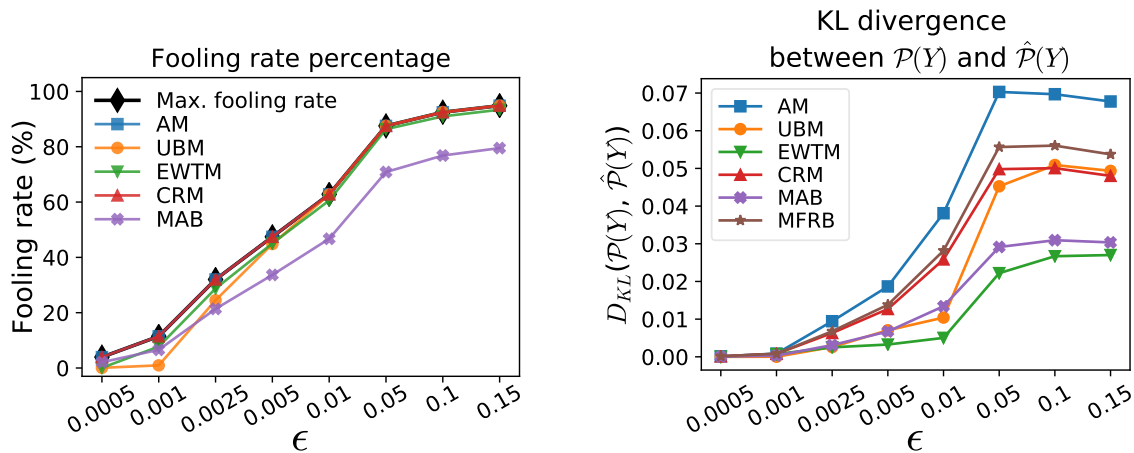 Fooling rate percentage
Fooling rate (%)
100
80
60
40
20
0
Max. fooling rate
AM
UBM
EWTM
CRM
MAB
0.0005
0.001
0.0025
0.005
0.01
0.05
0.1
0.15
ϵ
KL divergence
between 𝒫(Y) and 𝒫̂(Y)
D_{KL}(𝒫(Y), 𝒫̂(Y))
0.07
0.06
0.05
0.04
0.03
0.02
0.01
0.00
AM
UBM
EWTM
CRM
MAB
MFRB
0.0005
0.001
0.0025
0.005
0.01
0.05
0.1
0.15
ϵ